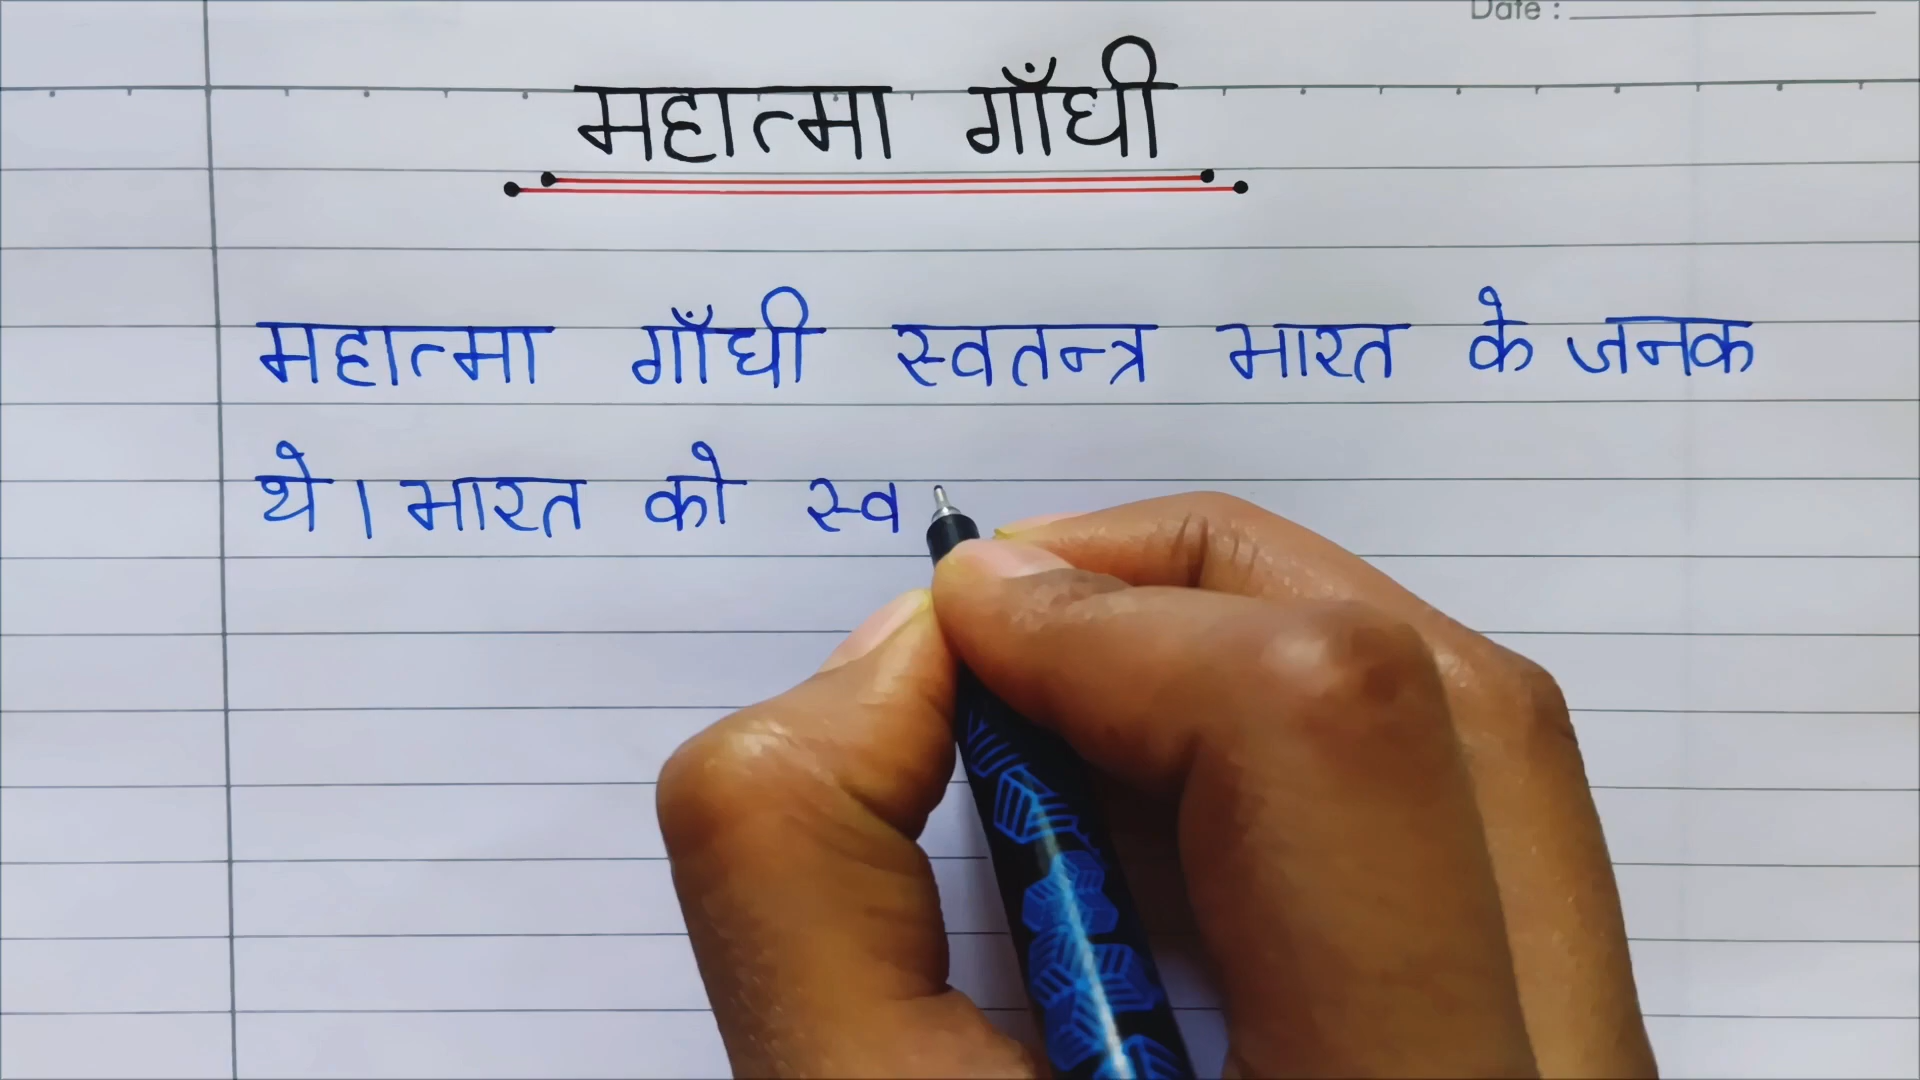 Date :
महात्मा गाँधी
महात्मा गाँधी स्वतन्त्र भारत के जनक
थे। भारत को स्व